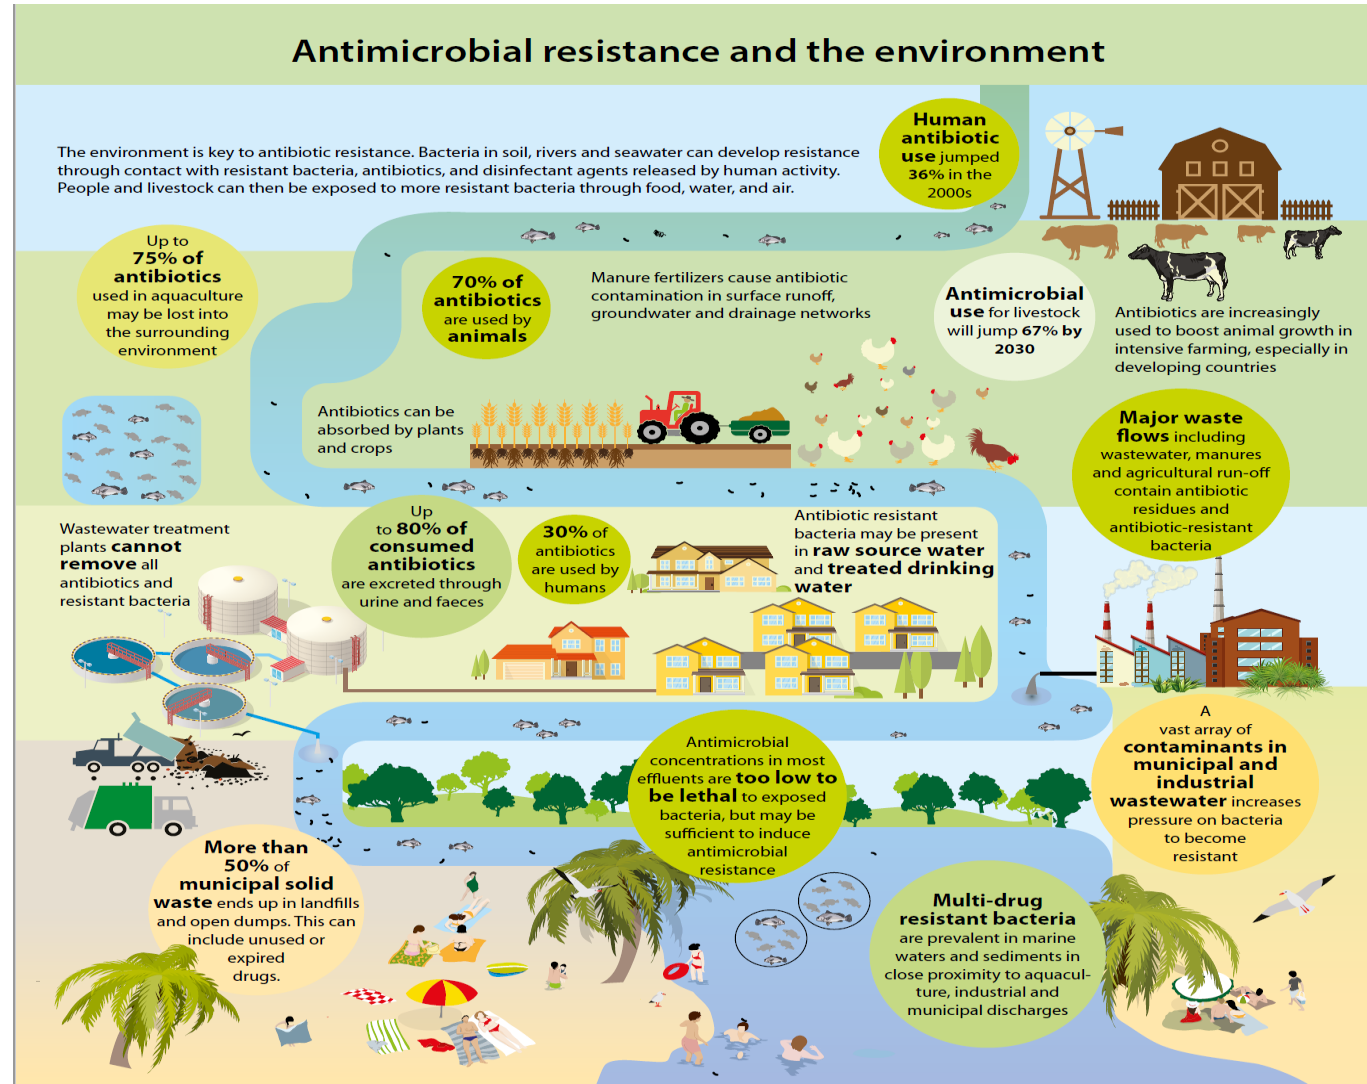 Antimicrobial resistance and the environment
The environment is key to antibiotic resistance. Bacteria in soil, rivers and seawater can develop resistance
through contact with resistant bacteria, antibiotics, and disinfectant agents released by human activity.
People and livestock can then be exposed to more resistant bacteria through food, water, and air.
Human
antibiotic
use jumped
36% in the
2000s
Up to
75% of
antibiotics
used in aquaculture
may be lost into
the surrounding
environment
70% of
antibiotics
are used by
animals
Manure fertilizers cause antibiotic
contamination in surface runoff,
groundwater and drainage networks
Antimicrobial
use for livestock
will jump 67% by
2030
Antibiotics are increasingly
used to boost animal growth in
intensive farming, especially in
developing countries
Antibiotics can be
absorbed by plants
and crops
Major waste
flows including
wastewater, manures
and agricultural run-off
contain antibiotic
residues and
antibiotic-resistant
bacteria
Wastewater treatment
plants cannot
remove all
antibiotics and
resistant bacteria
Up
to 80% of
consumed
antibiotics
are excreted through
urine and faeces
30% of
antibiotics
are used by
humans
Antibiotic resistant
bacteria may be present
in raw source water
and treated drinking
water
Antimicrobial
concentrations in most
effluents are too low to
be lethal to exposed
bacteria, but may be
sufficient to induce
antimicrobial
resistance
A
vast array of
contaminants in
municipal and
industrial
wastewater increases
pressure on bacteria
to become
resistant
More than
50% of
municipal solid
waste ends up in landfills
and open dumps. This can
include unused or
expired
drugs.
Multi-drug
resistant bacteria
are prevalent in marine
waters and sediments in
close proximity to aquacul-
ture, industrial and
municipal discharges